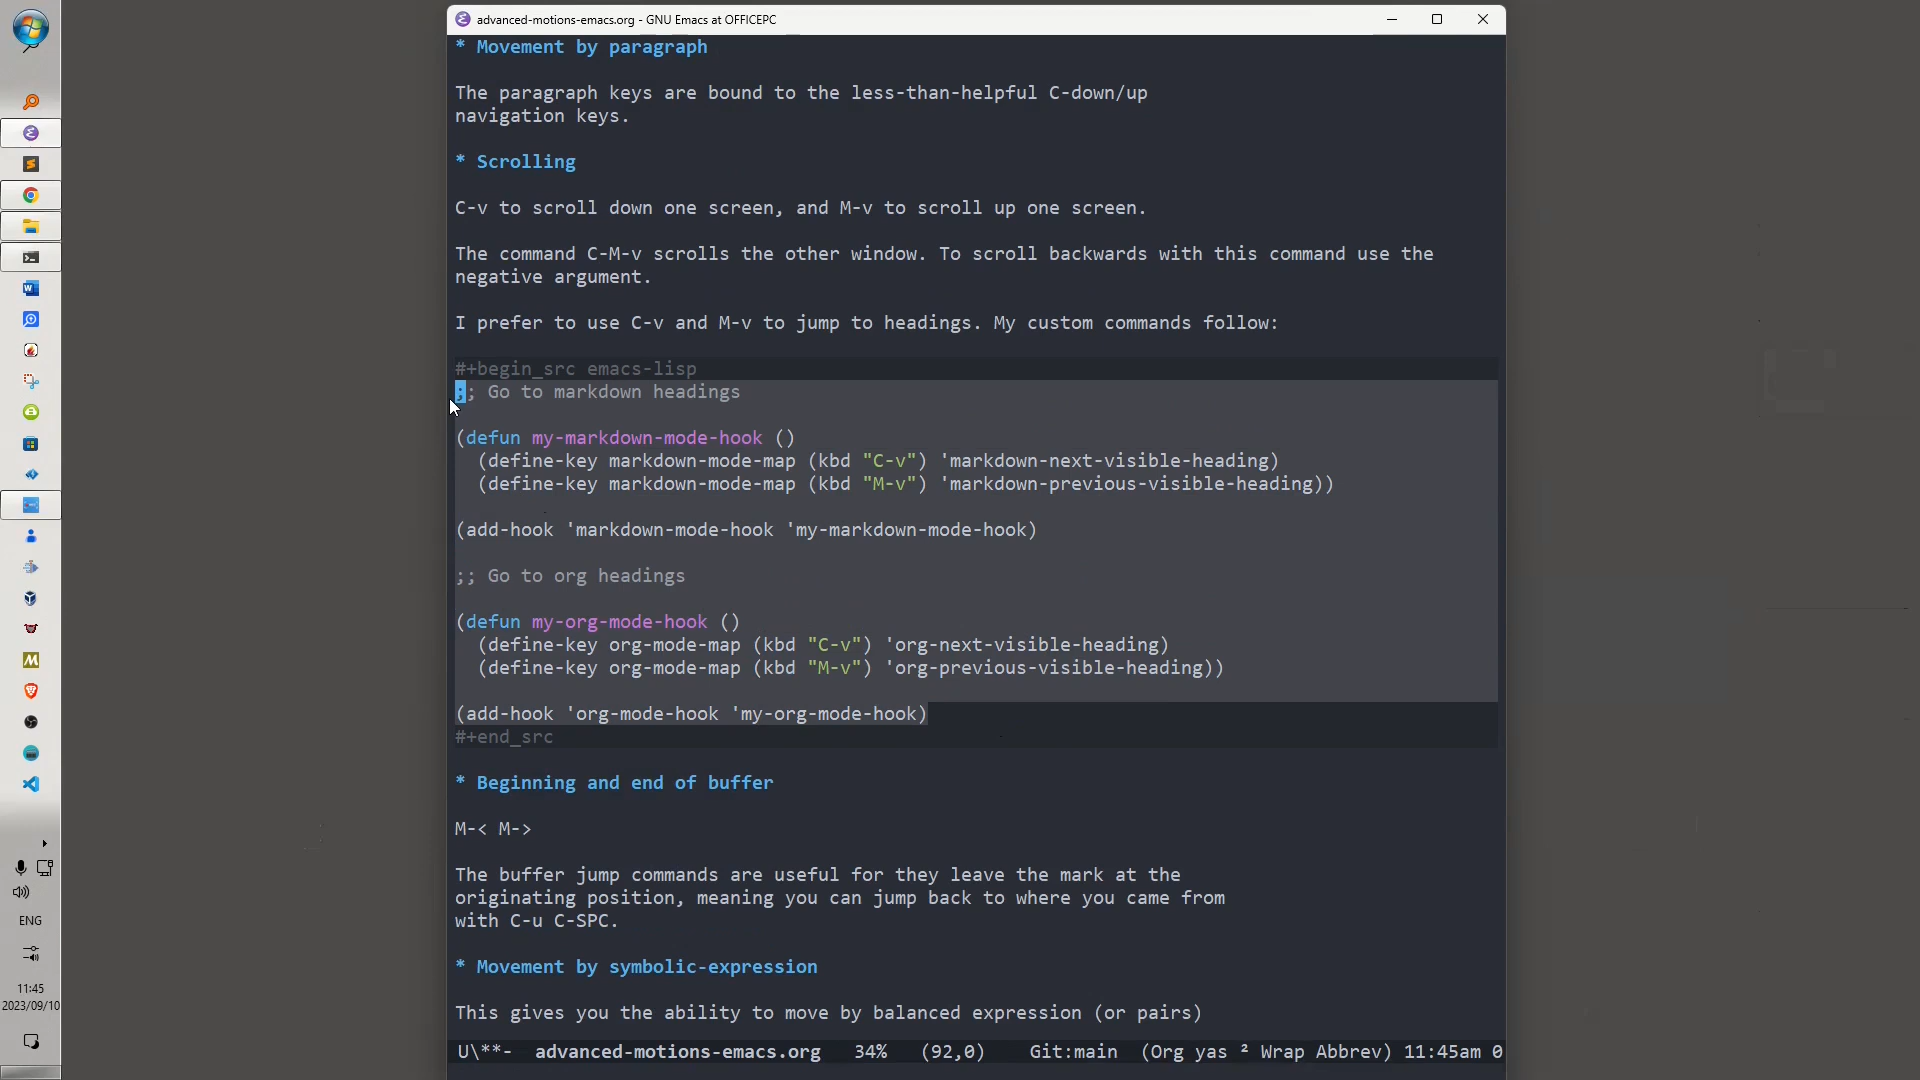 advanced-motions-emacs.org - GNU Emacs at OFFICEPC
* Movement by paragraph
The paragraph keys are bound to the less-than-helpful C-down/up
navigation keys.
* Scrolling
C-v to scroll down one screen, and M-v to scroll up one screen.
The command C-M-v scrolls the other window. To scroll backwards with this command use the
negative argument.
I prefer to use C-v and M-v to jump to headings. My custom commands follow:
#+begin_src emacs-lisp
;; Go to markdown headings
(defun my-markdown-mode-hook ()
  (define-key markdown-mode-map (kbd "C-v") 'markdown-next-visible-heading)
  (define-key markdown-mode-map (kbd "M-v") 'markdown-previous-visible-heading))
(add-hook 'markdown-mode-hook 'my-markdown-mode-hook)
;; Go to org headings
(defun my-org-mode-hook ()
  (define-key org-mode-map (kbd "C-v") 'org-next-visible-heading)
  (define-key org-mode-map (kbd "M-v") 'org-previous-visible-heading))
(add-hook 'org-mode-hook 'my-org-mode-hook)
#+end_src
* Beginning and end of buffer
M-< M->
The buffer jump commands are useful for they leave the mark at the
originating position, meaning you can jump back to where you came from
with C-u C-SPC.
* Movement by symbolic-expression
This gives you the ability to move by balanced expression (or pairs)
U\**-  advanced-motions-emacs.org   34%   (92,0)    Git:main  (Org yas ² Wrap Abbrev) 11:45am 0
ENG
11:45
2023/09/10